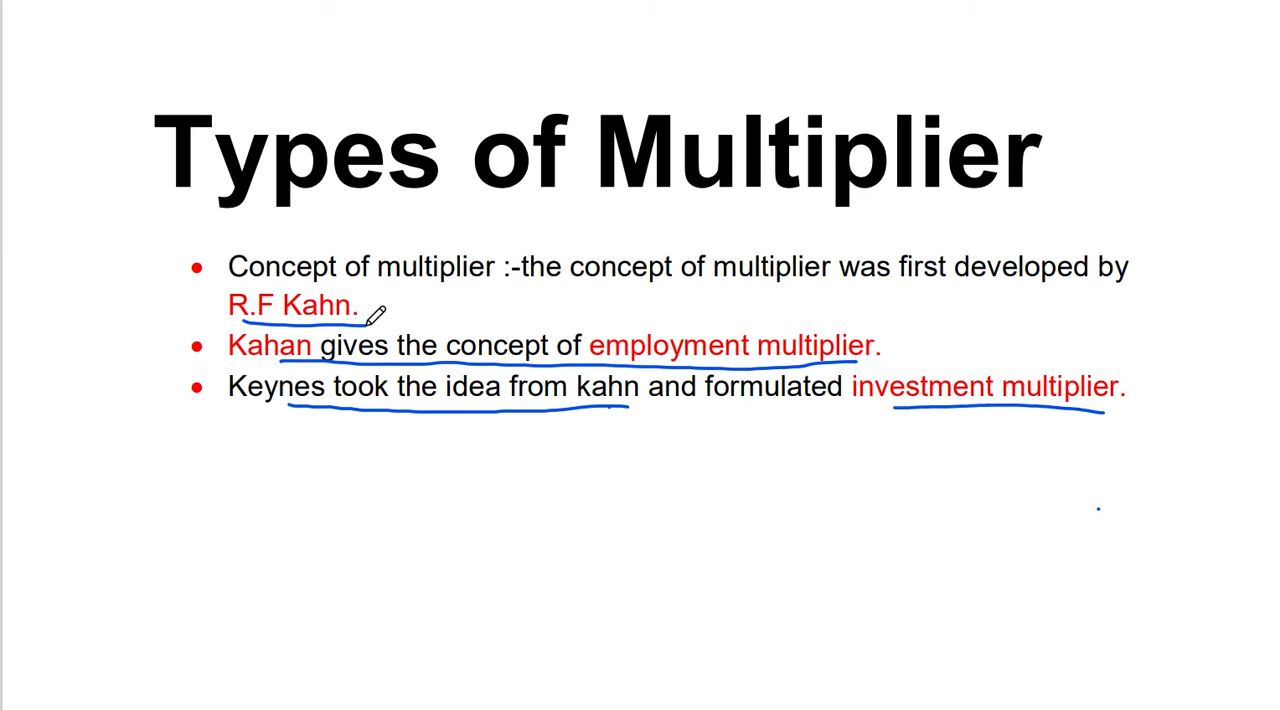 Types of Multiplier
• Concept of multiplier :-the concept of multiplier was first developed by
R.F Kahn.
• Kahan gives the concept of employment multiplier.
• Keynes took the idea from kahn and formulated investment multiplier.